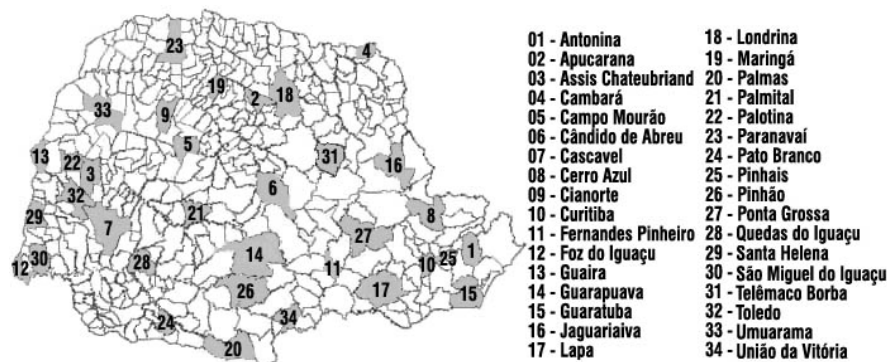 23
4
19
2
18
33
9
5
13
22
3
31
16
32
6
29
21
8
7
27
14
1
25
12
30
28
11
10
26
17
15
24
34
20
01 - Antonina
02 - Apucarana
03 - Assis Chateubriand
04 - Cambará
05 - Campo Mourão
06 - Cândido de Abreu
07 - Cascavel
08 - Cerro Azul
09 - Cianorte
10 - Curitiba
11 - Fernandes Pinheiro
12 - Foz do Iguaçu
13 - Guaira
14 - Guarapuava
15 - Guaratuba
16 - Jaguariaiva
17 - Lapa
18 - Londrina
19 - Maringá
20 - Palmas
21 - Palmital
22 - Palotina
23 - Paranavaí
24 - Pato Branco
25 - Pinhais
26 - Pinhão
27 - Ponta Grossa
28 - Quedas do Iguaçu
29 - Santa Helena
30 - São Miguel do Iguaçu
31 - Telêmaco Borba
32 - Toledo
33 - Umuarama
34 - União da Vitória